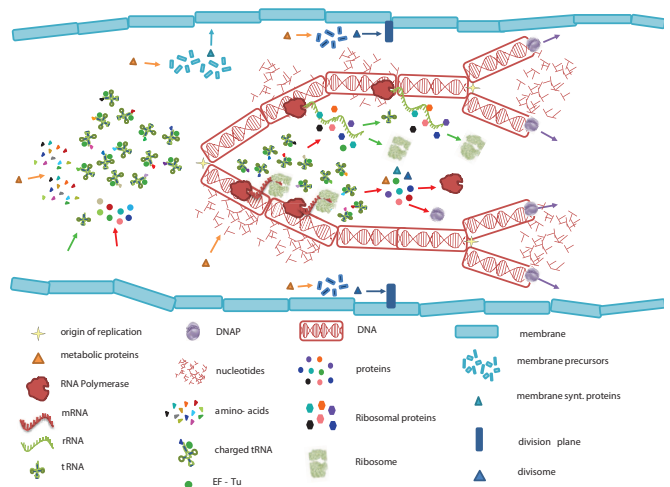 origin of replication
metabolic proteins
RNA Polymerase
mRNA
rRNA
t RNA
DNAP
nucleotides
amino- acids
charged tRNA
EF - Tu
DNA
proteins
Ribosomal proteins
Ribosome
membrane
membrane precursors
membrane synt. proteins
division plane
divisome